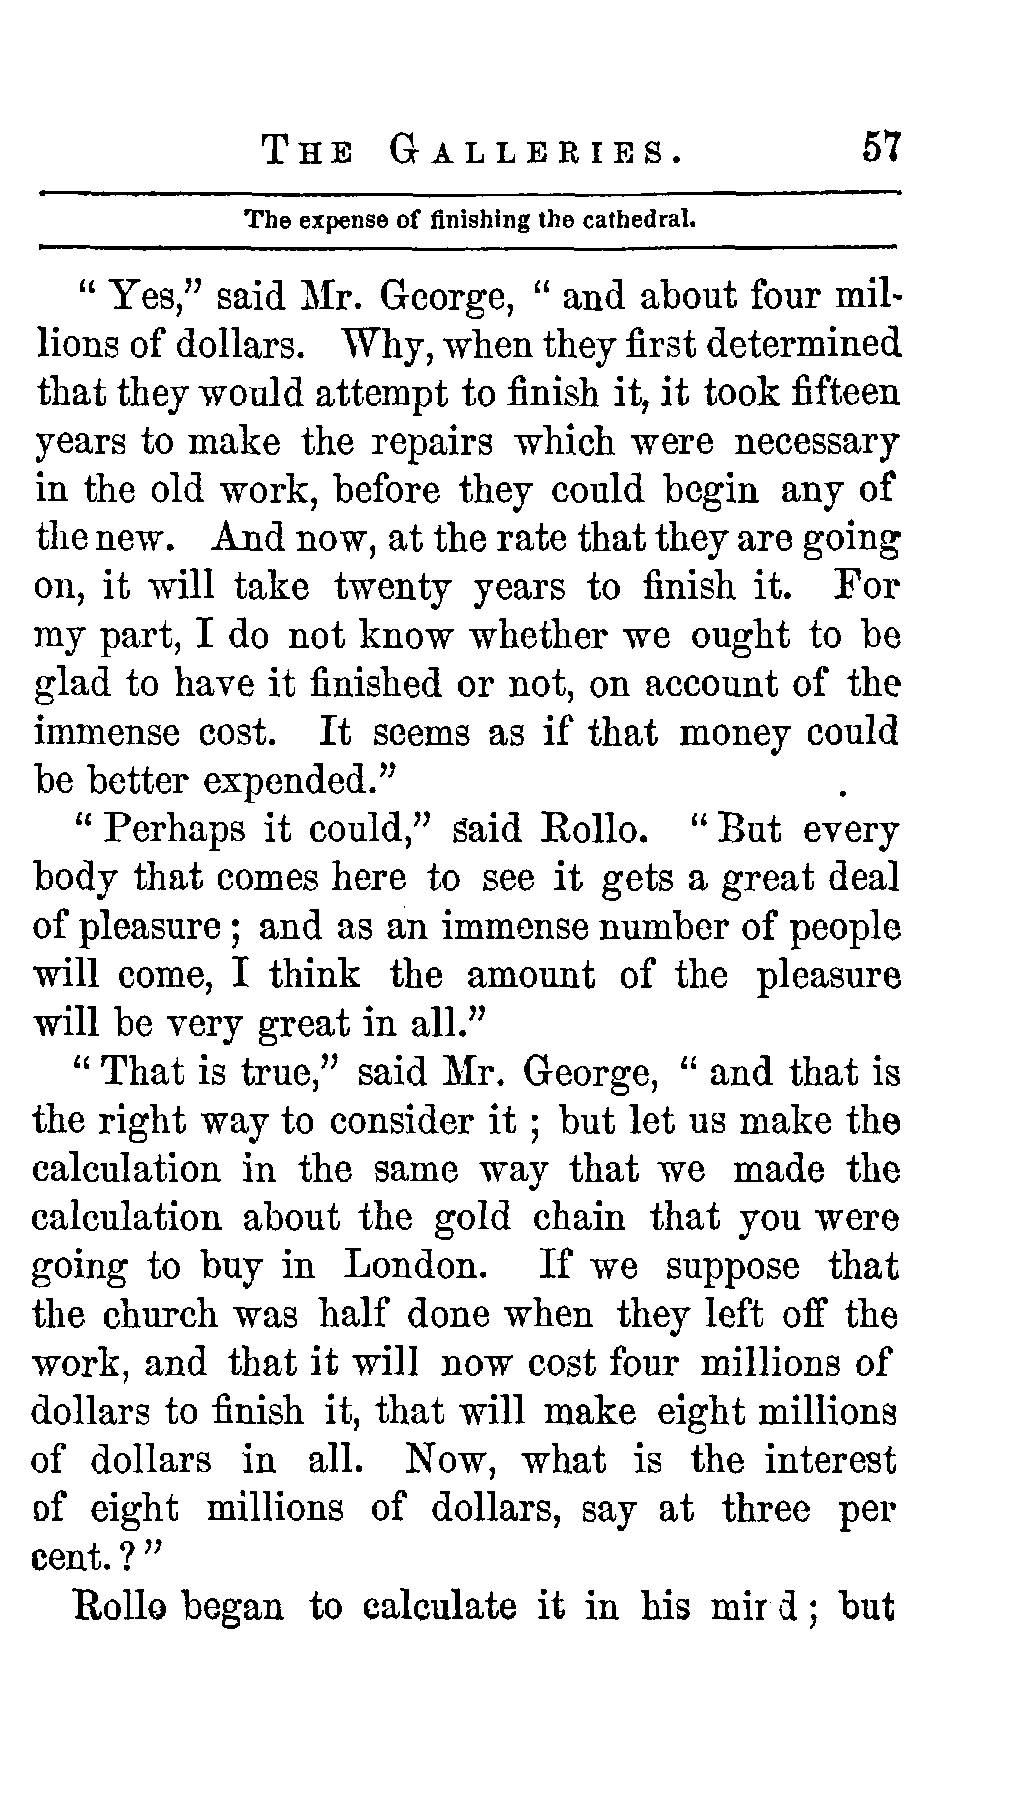 THE GALLERIES. 57
The expense of finishing the cathedral.
" Yes," said Mr. George, " and about four mil-
lions of dollars. Why, when they first determined
that they would attempt to finish it, it took fifteen
years to make the repairs which were necessary
in the old work, before they could begin any of
the new. And now, at the rate that they are going
on, it will take twenty years to finish it. For
my part, I do not know whether we ought to be
glad to have it finished or not, on account of the
immense cost. It seems as if that money could
be better expended."
" Perhaps it could," said Rollo. " But every
body that comes here to see it gets a great deal
of pleasure ; and as an immense number of people
will come, I think the amount of the pleasure
will be very great in all."
" That is true," said Mr. George, " and that is
the right way to consider it ; but let us make the
calculation in the same way that we made the
calculation about the gold chain that you were
going to buy in London. If we suppose that
the church was half done when they left off the
work, and that it will now cost four millions of
dollars to finish it, that will make eight millions
of dollars in all. Now, what is the interest
of eight millions of dollars, say at three per
cent. ? "
Rollo began to calculate it in his mind ; but